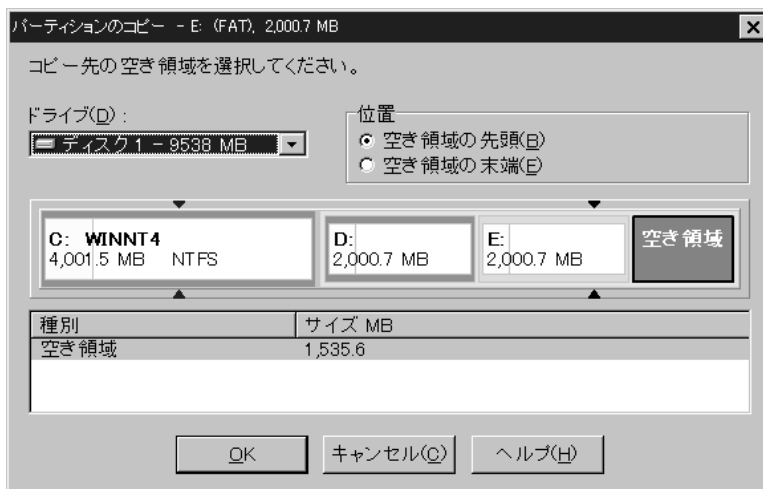 パーティションのコピー - E: (FAT), 2,000.7 MB
コピー先の空き領域を選択してください。
ドライブ(D):
ディスク1 - 9538 MB
位置
空き領域の先頭(B)
空き領域の末端(E)
C: WINNT4
4,001.5 MB NTFS
D:
2,000.7 MB
E:
2,000.7 MB
空き領域
種別 サイズ MB
空き領域 1,535.6
OK キャンセル(C) ヘルプ(H)